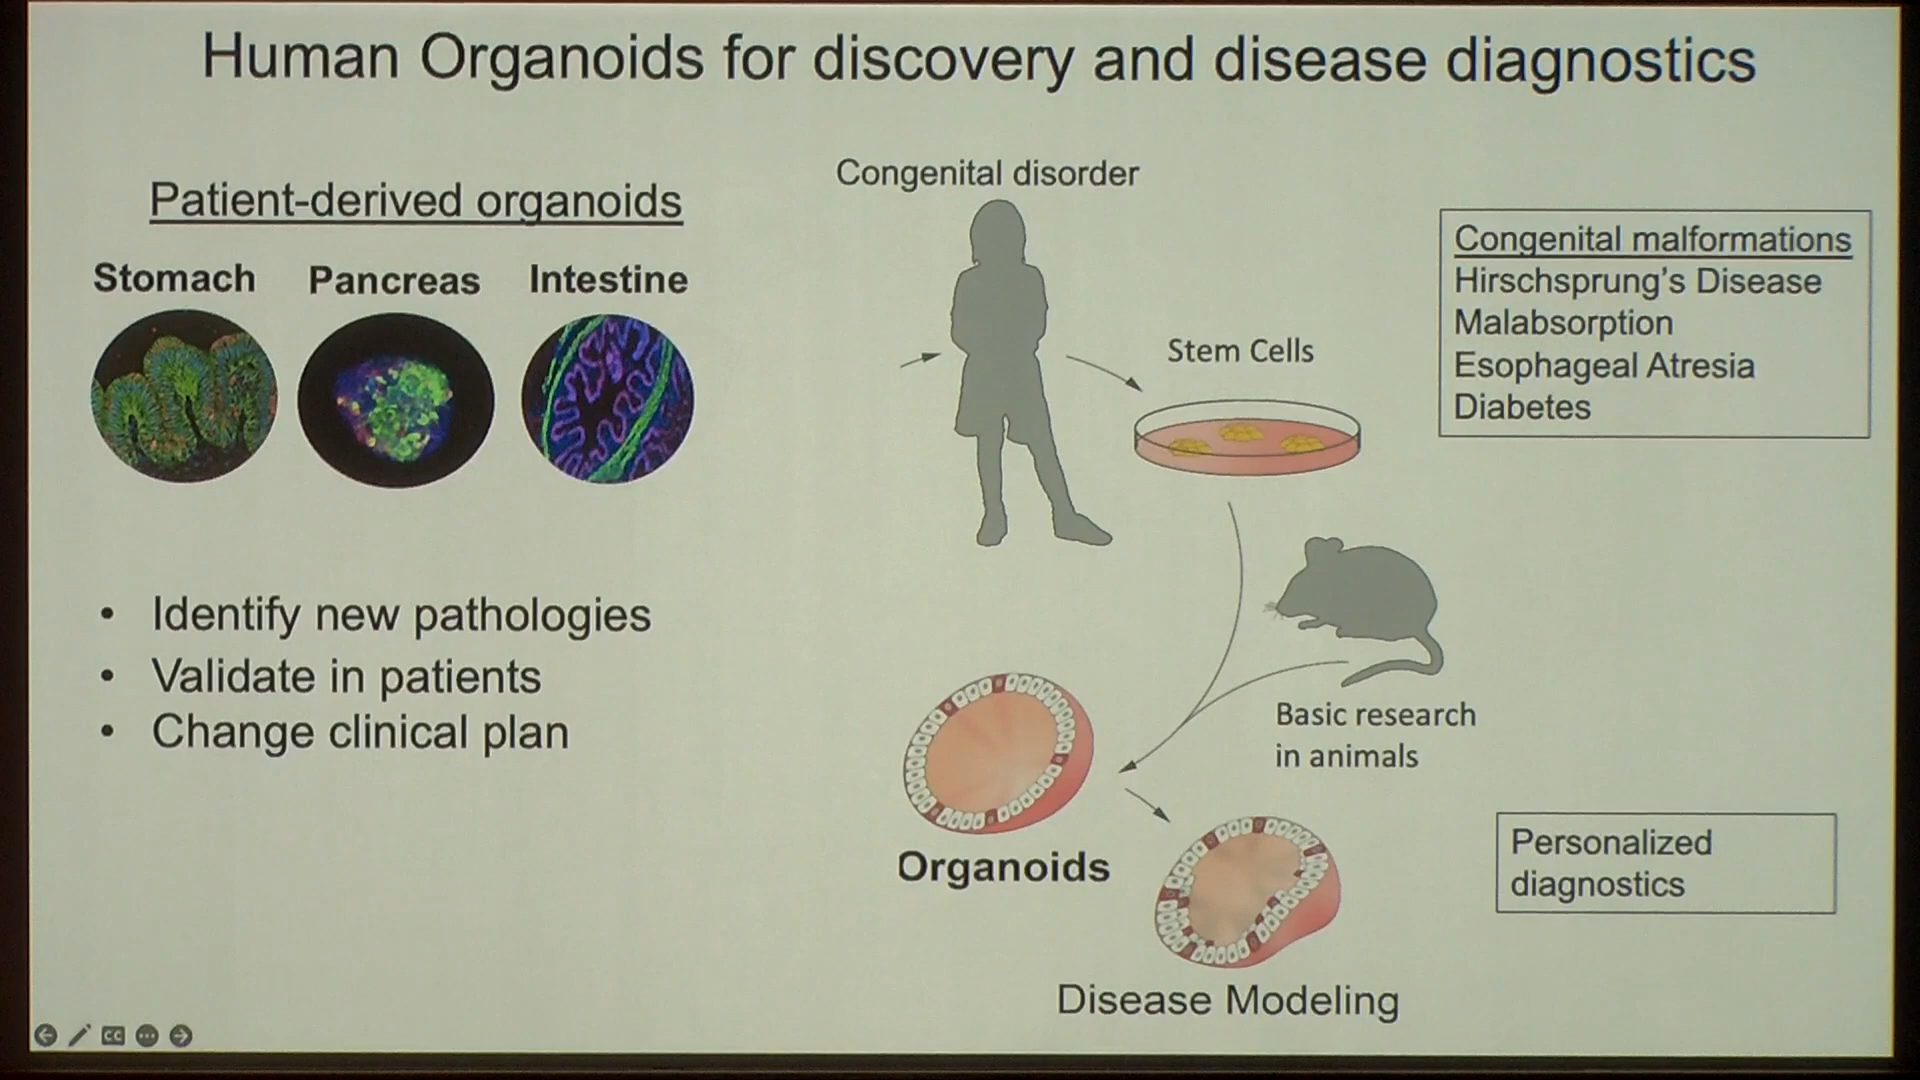 Human Organoids for discovery and disease diagnostics
Patient-derived organoids
Stomach
Pancreas
Intestine
Identify new pathologies
Validate in patients
Change clinical plan
Congenital disorder
Stem Cells
Basic research
in animals
Organoids
Disease Modeling
Congenital malformations
Hirschsprung’s Disease
Malabsorption
Esophageal Atresia
Diabetes
Personalized
diagnostics
CC